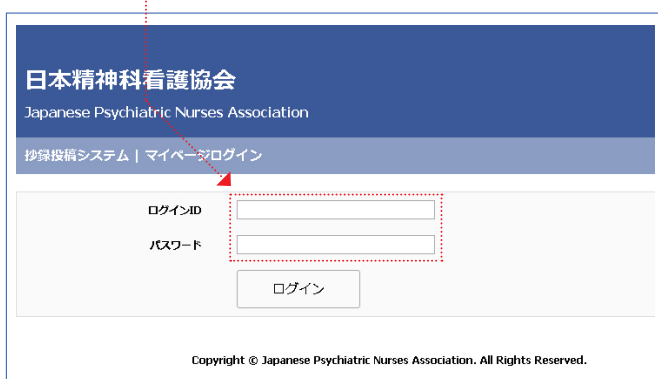 日本精神科看護協会
Japanese Psychiatric Nurses Association
抄録投稿システム | マイページログイン
ログインID
パスワード
ログイン
Copyright © Japanese Psychiatric Nurses Association. All Rights Reserved.